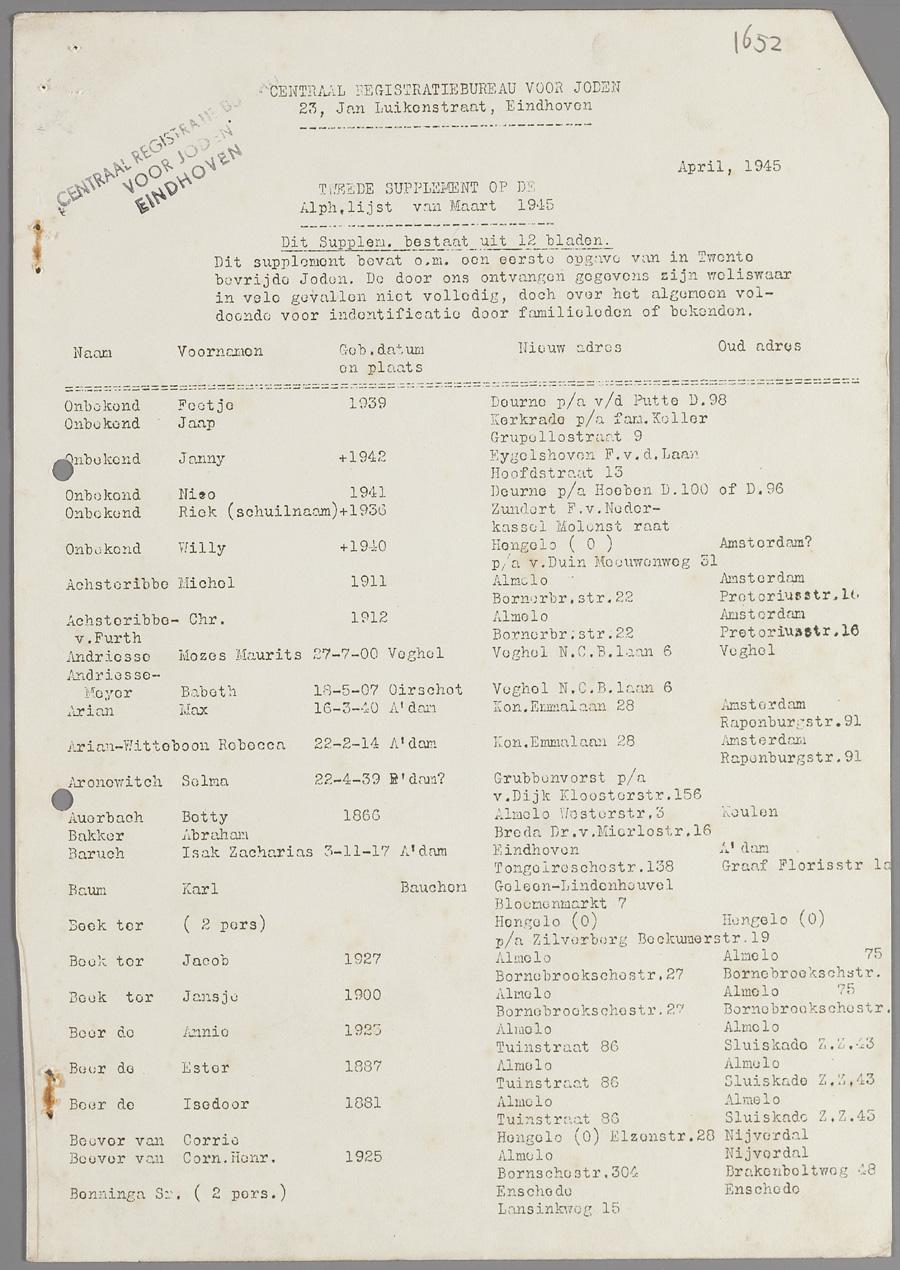 1652
CENTRAAL REGISTRATIEBUREAU VOOR JODEN
23, Jan Luikenstraat, Eindhoven
CENTRAAL REGISTRATIE
VOOR JODEN
EINDHOVEN
April, 1945
TWEEDE SUPPLEMENT OP DE
Alph.lijst van Maart 1945
Dit Supplem. bestaat uit 12 bladen.
Dit supplement bevat o.m. een eerste opgave van in Twente
bevrijde Joden. De door ons ontvangen gegevens zijn weliswaar
in vele gevallen niet volledig, doch over het algemeen vol-
doende voor indentificatie door familieleden of bekenden.
Naam Voornamen Geb.datum Nieuw adres Oud adres
en plaats
Onbekend Feetje 1939 Deurne p/a v/d Putte D.98
Onbekend Jaap Kerkrade p/a fam.Keller
Grupellostraat 9
Onbekend Janny +1942 Eygelshoven F.v.d.Laan
Hoofdstraat 13
Onbekend Nico 1941 Deurne p/a Hoeben D.100 of D.96
Onbekend Riek (schuilnaam)+1936 Zundert F.v.Neder-
kassel Molenst raat
Onbekend Willy +1940 Hengelo ( O ) Amsterdam?
p/a v.Duin Meeuwenweg 31
Achsteribbe Michel 1911 Almelo Amsterdam
Bornerbr.str.22 Pretoriusstr.16
Achsteribbe- Chr. 1912 Almelo Amsterdam
v.Furth Bornerbr.str.22 Pretoriusstr.16
Andriesse Mozes Maurits 27-7-00 Veghel Veghel N.C.B.laan 6 Veghel
Andriesse-
Meyer Babeth 18-5-07 Oirschot Veghel N.C.B.laan 6
Arian Max 16-3-40 A'dam Kon.Emmalaan 28 Amsterdam
Rapenburgstr.91
Arian-Witteboon Rebecca 22-2-14 A'dam Kon.Emmalaan 28 Amsterdam
Rapenburgstr.91
Aronowitch Selma 22-4-39 R'dam? Grubbenvorst p/a
v.Dijk Kloosterstr.156
Auerbach Betty 1866 Almelo Westerstr.3 Keulen
Bakker Abraham Breda Dr.v.Mierlostr.16
Baruch Isak Zacharias 3-11-17 A'dam Eindhoven A'dam
Tongelreschestr.138 Graaf Florisstr 1a
Baum Karl Bauchem Geleen-Lindenheuvel
Bloemenmarkt 7
Beek ter ( 2 pers) Hengelo (O) Hengelo (O)
p/a Zilverberg Beckumerstr.19
Beek ter Jacob 1927 Almelo Almelo 75
Bornebroekschestr.27 Bornebroekschstr.
Beek ter Jansje 1900 Almelo Almelo 75
Bornebroekschestr.27 Bornebroekschestr.
Beer de Annie 1923 Almelo Almelo
Tuinstraat 86 Sluiskade Z.Z.43
Beer de Ester 1887 Almelo Almelo
Tuinstraat 86 Sluiskade Z.Z.43
Beer de Isedoor 1881 Almelo Almelo
Tuinstraat 86 Sluiskade Z.Z.43
Beever van Corrie Hengelo (O) Elzenstr.28 Nijverdal
Beever van Corn.Henr. 1925 Almelo Nijverdal
Bornschestr.304 Brakenbeltweg 48
Benninga Sr. ( 2 pers.) Enschede Enschede
Lansinkweg 15